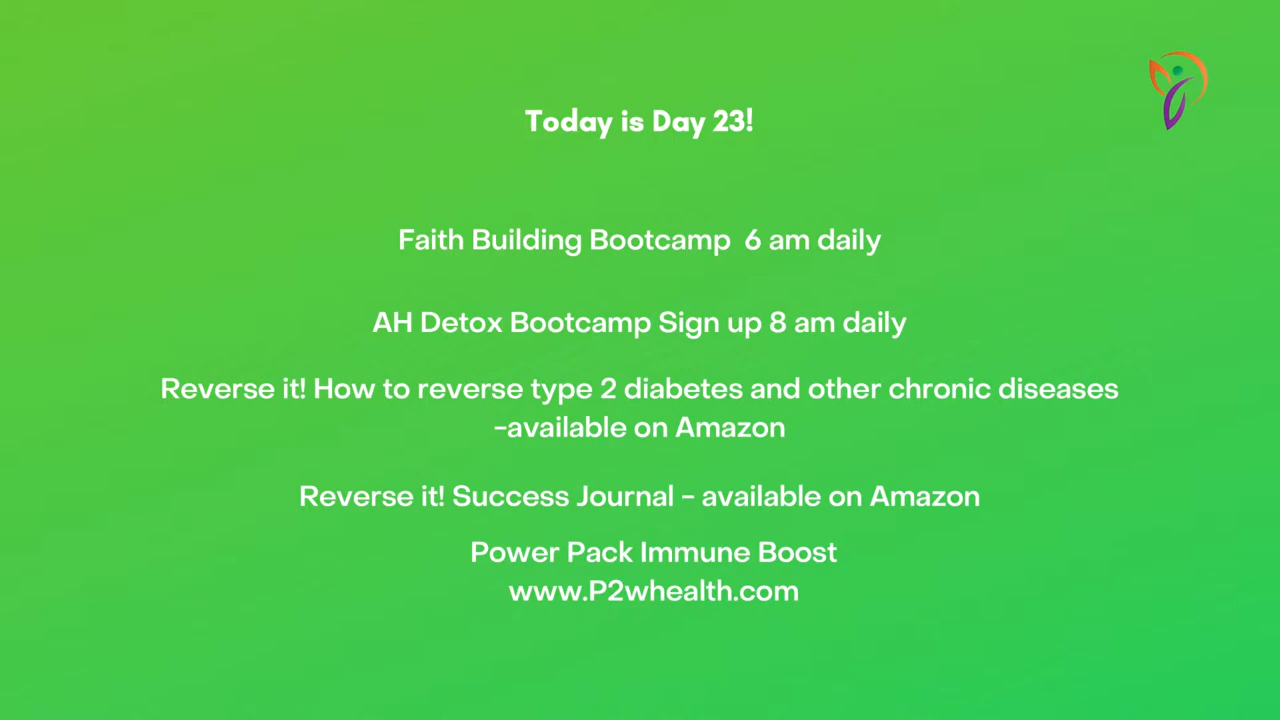 Today is Day 23!
Faith Building Bootcamp  6 am daily
AH Detox Bootcamp Sign up 8 am daily
Reverse it! How to reverse type 2 diabetes and other chronic diseases
-available on Amazon
Reverse it! Success Journal - available on Amazon
Power Pack Immune Boost
www.P2whealth.com